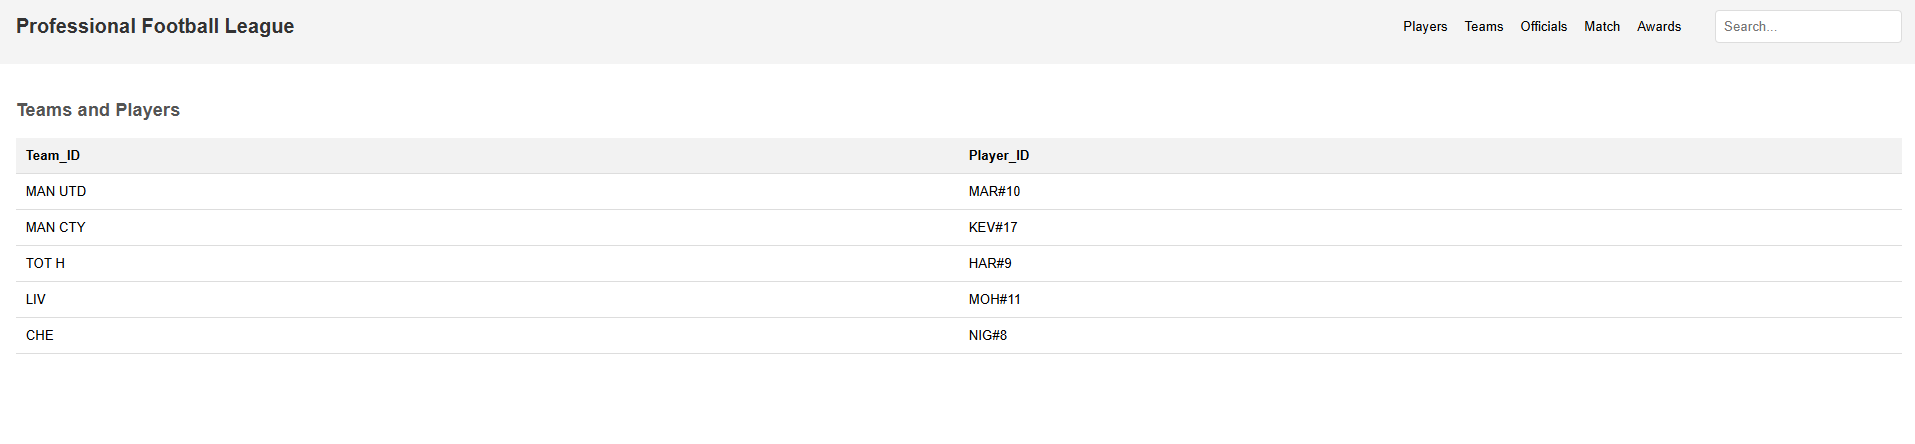 Professional Football League
Players Teams Officials Match Awards Search...
Teams and Players
Team_ID Player_ID
MAN UTD MAR#10
MAN CTY KEV#17
TOT H HAR#9
LIV MOH#11
CHE NIG#8